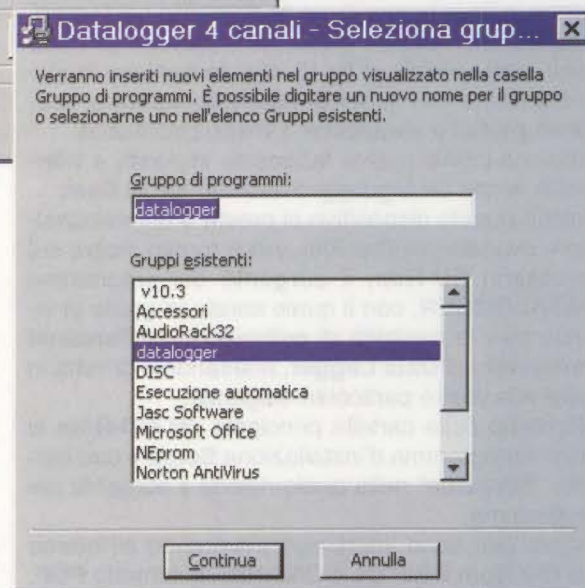 Datalogger 4 canali - Seleziona grup...
Verranno inseriti nuovi elementi nel gruppo visualizzato nella casella
Gruppo di programmi. È possibile digitare un nuovo nome per il gruppo
o selezionarne uno nell'elenco Gruppi esistenti.
Gruppo di programmi:
datalogger
Gruppi esistenti:
v10.3
Accessori
AudioRack32
datalogger
DISC
Esecuzione automatica
Jasc Software
Microsoft Office
NEprom
Norton AntiVirus
Continua
Annulla